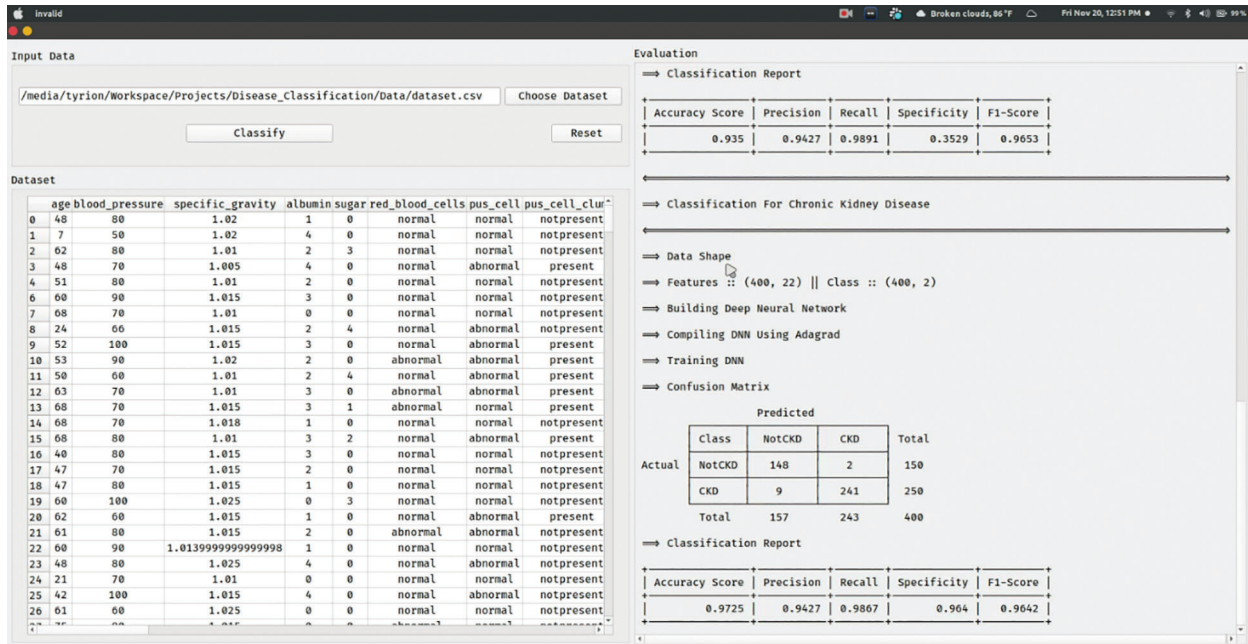 invalid Broken clouds, 86 °F Fri Nov 20, 12:51 PM 99%
Input Data
/media/tyrion/Workspace/Projects/Disease_Classification/Data/dataset.csv Choose Dataset
Classify Reset
Dataset
age blood_pressure specific_gravity albumin sugar red_blood_cells pus_cell pus_cell_clum
0 48 80 1.02 1 0 normal normal notpresent
1 7 50 1.02 4 0 normal normal notpresent
2 62 80 1.01 2 3 normal normal notpresent
3 48 70 1.005 4 0 normal abnormal present
4 51 80 1.01 2 0 normal normal notpresent
6 60 90 1.015 3 0 normal normal notpresent
7 68 70 1.01 0 0 normal normal notpresent
8 24 66 1.015 2 4 normal abnormal notpresent
9 52 100 1.015 3 0 normal abnormal present
10 53 90 1.02 2 0 abnormal abnormal present
11 50 60 1.01 2 4 normal abnormal present
12 63 70 1.01 3 0 abnormal abnormal present
13 68 70 1.015 3 1 abnormal normal present
14 68 70 1.018 1 0 normal normal notpresent
15 68 80 1.01 3 2 normal abnormal present
16 40 80 1.015 3 0 normal normal notpresent
17 47 70 1.015 2 0 normal normal notpresent
18 47 80 1.015 1 0 normal normal notpresent
19 60 100 1.025 0 3 normal normal notpresent
20 62 60 1.015 1 0 normal abnormal present
21 61 80 1.015 2 0 abnormal abnormal notpresent
22 60 90 1.0139999999999998 1 0 normal normal notpresent
23 48 80 1.025 4 0 normal abnormal notpresent
24 21 70 1.01 0 0 normal normal notpresent
25 42 100 1.015 4 0 normal abnormal notpresent
26 61 60 1.025 0 0 normal normal notpresent
Evaluation
⟹ Classification Report
Accuracy Score | Precision | Recall | Specificity | F1-Score
0.935 | 0.9427 | 0.9891 | 0.3529 | 0.9653
⟹ Classification For Chronic Kidney Disease
⟹ Data Shape
⟹ Features :: (400, 22) || Class :: (400, 2)
⟹ Building Deep Neural Network
⟹ Compiling DNN Using Adagrad
⟹ Training DNN
⟹ Confusion Matrix
Predicted
Class NotCKD CKD Total
Actual NotCKD 148 2 150
CKD 9 241 250
Total 157 243 400
⟹ Classification Report
Accuracy Score | Precision | Recall | Specificity | F1-Score
0.9725 | 0.9427 | 0.9867 | 0.964 | 0.9642